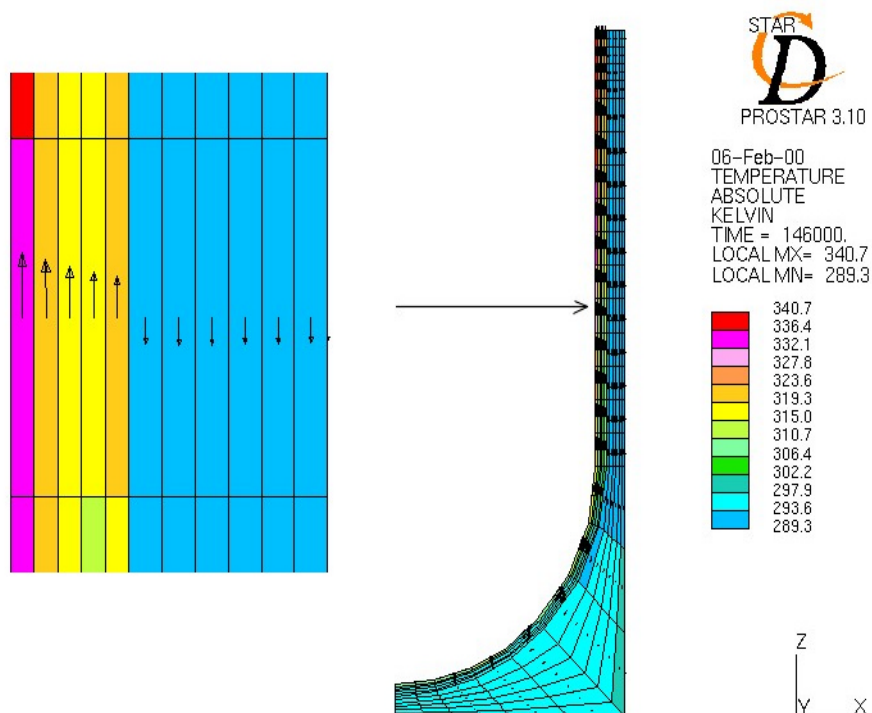 STAR
CD
PROSTAR 3.10
06-Feb-00
TEMPERATURE
ABSOLUTE
KELVIN
TIME = 146000.
LOCAL MX= 340.7
LOCAL MN= 289.3
340.7
336.4
332.1
327.8
323.6
319.3
315.0
310.7
306.4
302.2
297.9
293.6
289.3
Z
Y X